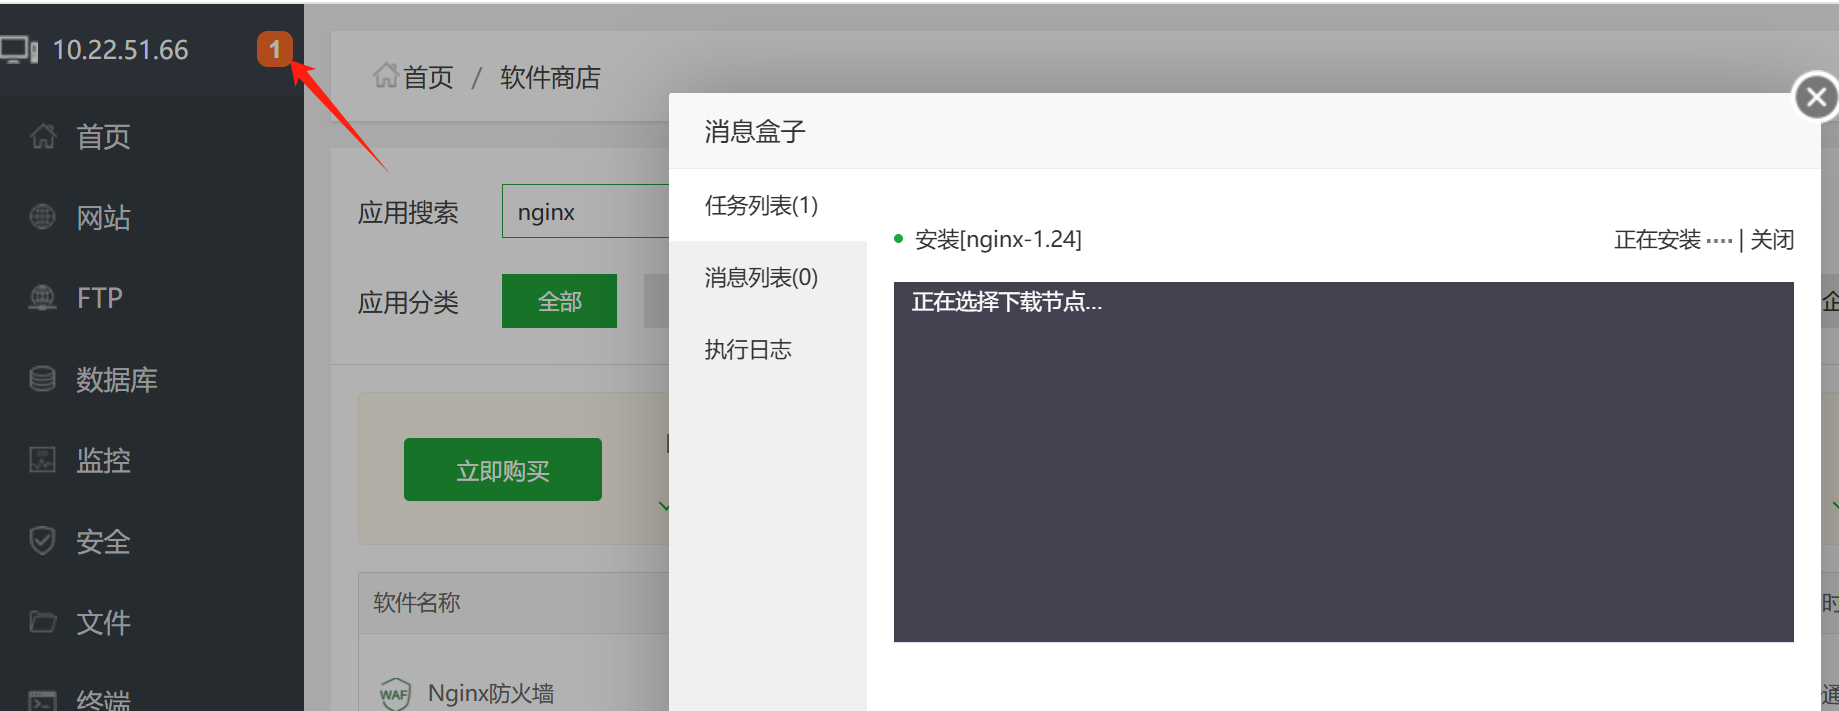 10.22.51.66
1
首页
网站
FTP
数据库
监控
安全
文件
终端
首页 / 软件商店
应用搜索 nginx
应用分类 全部
立即购买
软件名称
WAF
Nginx防火墙
消息盒子
任务列表(1)
消息列表(0)
执行日志
安装[nginx-1.24]
正在安装 ···· | 关闭
正在选择下载节点...